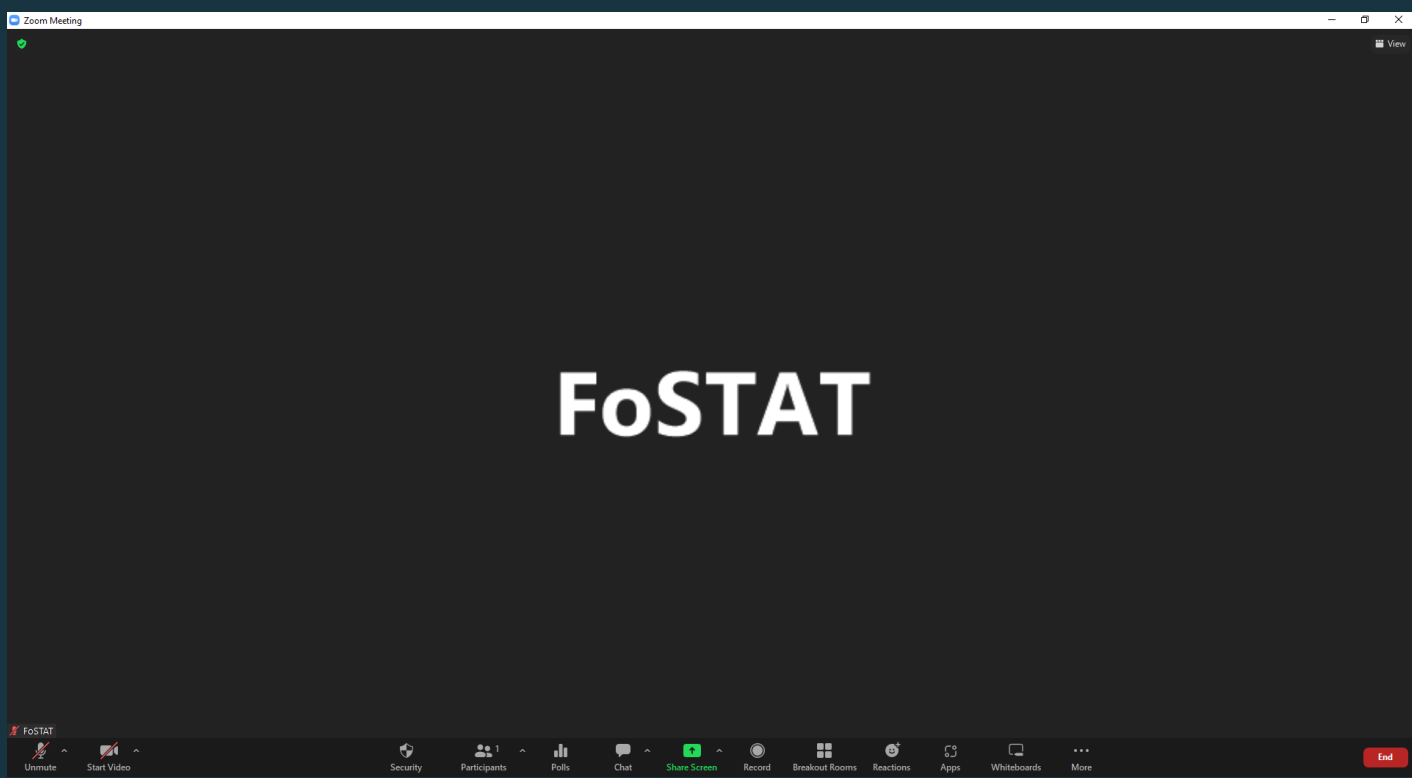 Zoom Meeting
View
FoSTAT
FoSTAT
Unmute
Start Video
Security
1
Participants
Polls
Chat
Share Screen
Record
Breakout Rooms
Reactions
Apps
Whiteboards
More
End